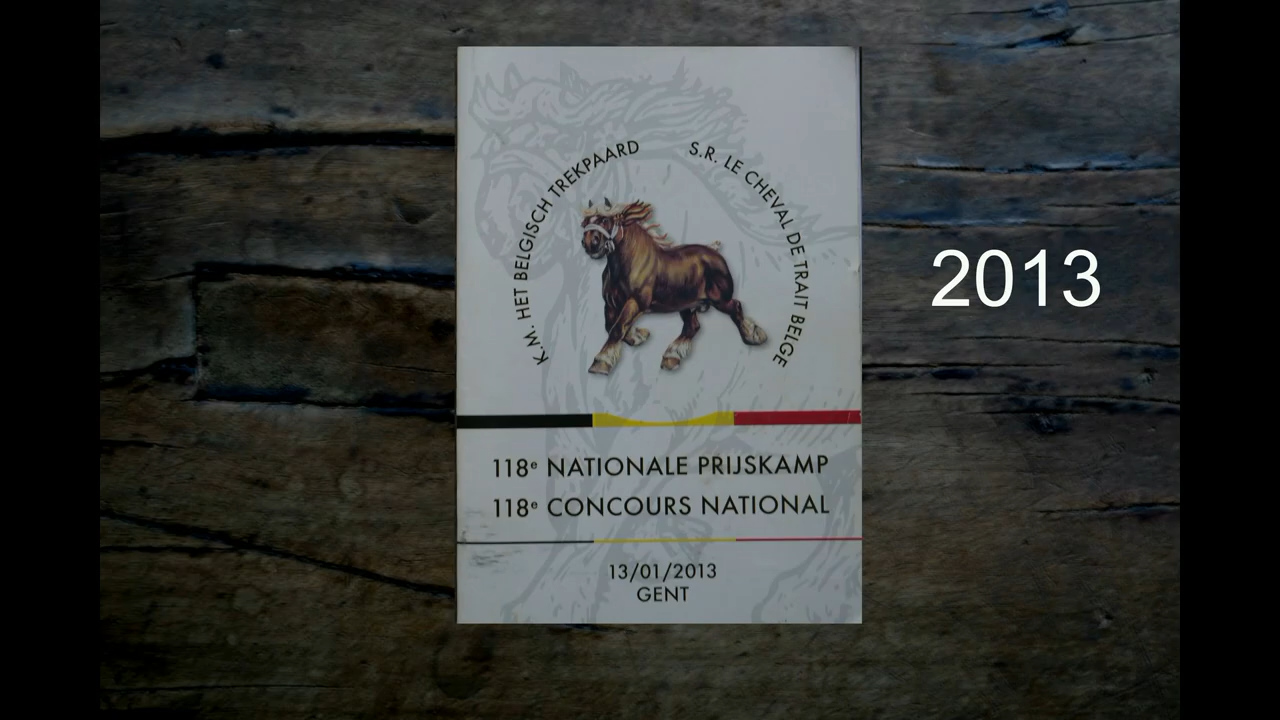 K.M. HET BELGISCH TREKPAARD
S.R. LE CHEVAL DE TRAIT BELGE
2013
118e NATIONALE PRIJSKAMP
118e CONCOURS NATIONAL
13/01/2013
GENT